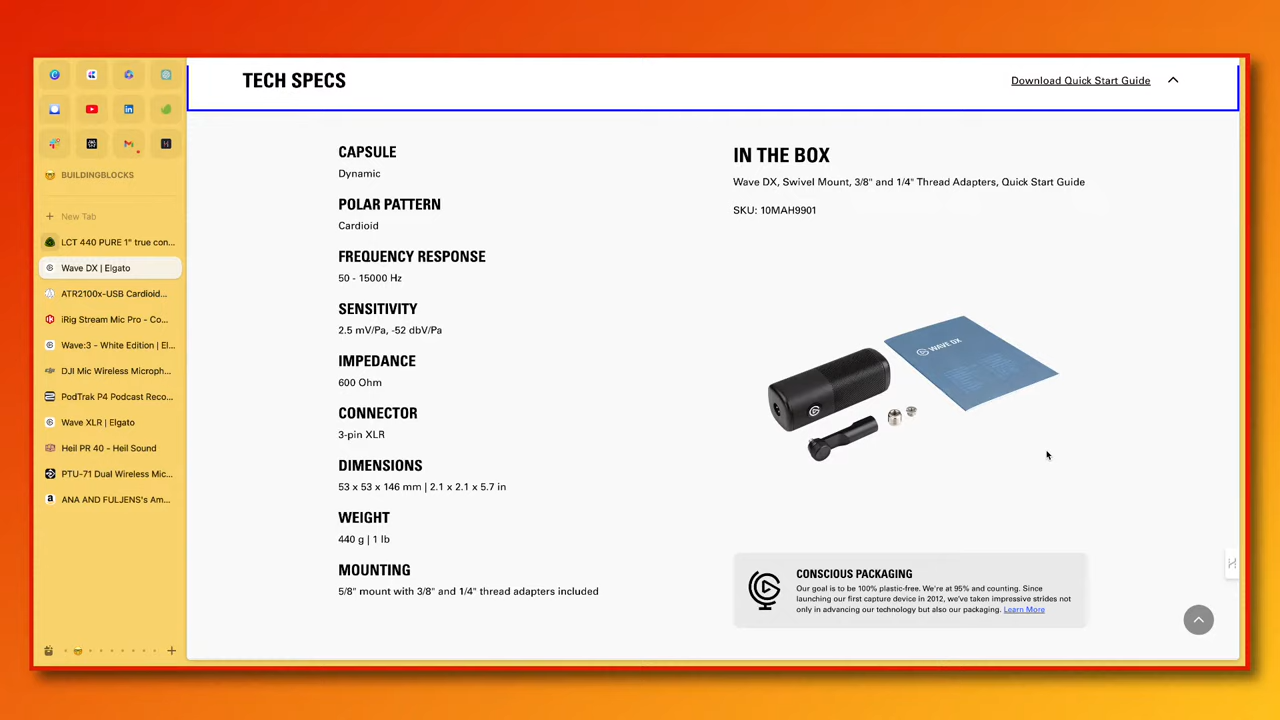 BUILDINGBLOCKS
New Tab
LCT 440 PURE 1" true con...
Wave DX | Elgato
ATR2100x-USB Cardioid...
iRig Stream Mic Pro - Co...
Wave:3 - White Edition | El...
DJI Mic Wireless Microph...
PodTrak P4 Podcast Reco...
Wave XLR | Elgato
Heil PR 40 - Heil Sound
PTU-71 Dual Wireless Mic...
ANA AND FULJENS's Am...
TECH SPECS
Download Quick Start Guide
CAPSULE
Dynamic
POLAR PATTERN
Cardioid
FREQUENCY RESPONSE
50 - 15000 Hz
SENSITIVITY
2.5 mV/Pa, -52 dbV/Pa
IMPEDANCE
600 Ohm
CONNECTOR
3-pin XLR
DIMENSIONS
53 x 53 x 146 mm | 2.1 x 2.1 x 5.7 in
WEIGHT
440 g | 1 lb
MOUNTING
5/8" mount with 3/8" and 1/4" thread adapters included
IN THE BOX
Wave DX, Swivel Mount, 3/8" and 1/4" Thread Adapters, Quick Start Guide
SKU: 10MAH9901
WAVE DX
CONSCIOUS PACKAGING
Our goal is to be 100% plastic-free. We're at 95% and counting. Since
launching our first capture device in 2012, we've taken impressive strides not
only in advancing our technology but also our packaging. Learn More